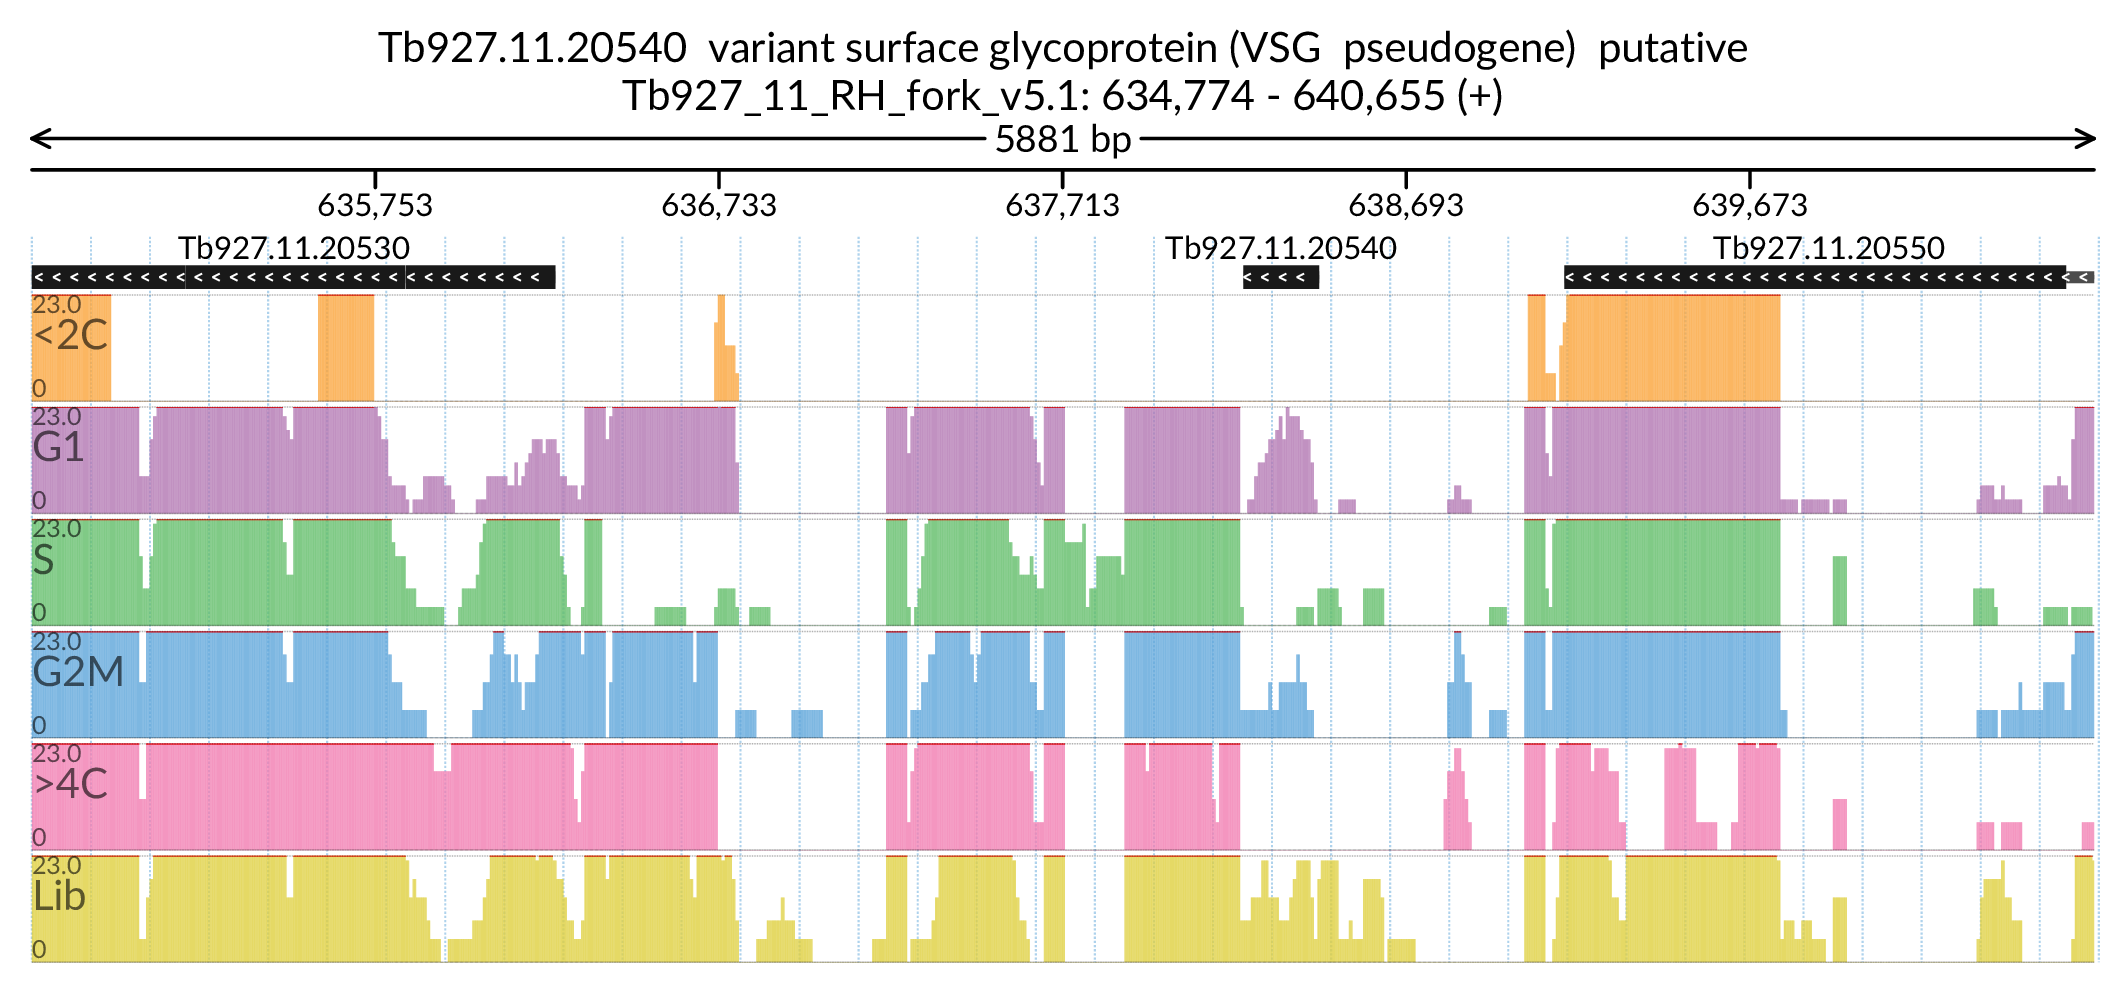 Tb927.11.20540  variant surface glycoprotein (VSG  pseudogene)  putative
Tb927_11_RH_fork_v5.1: 634,774 - 640,655 (+)
5881 bp
635,753 636,733 637,713 638,693 639,673
Tb927.11.20530 Tb927.11.20540 Tb927.11.20550
23.0
<2C
0
23.0
G1
0
23.0
S
0
23.0
G2M
0
23.0
>4C
0
23.0
Lib
0